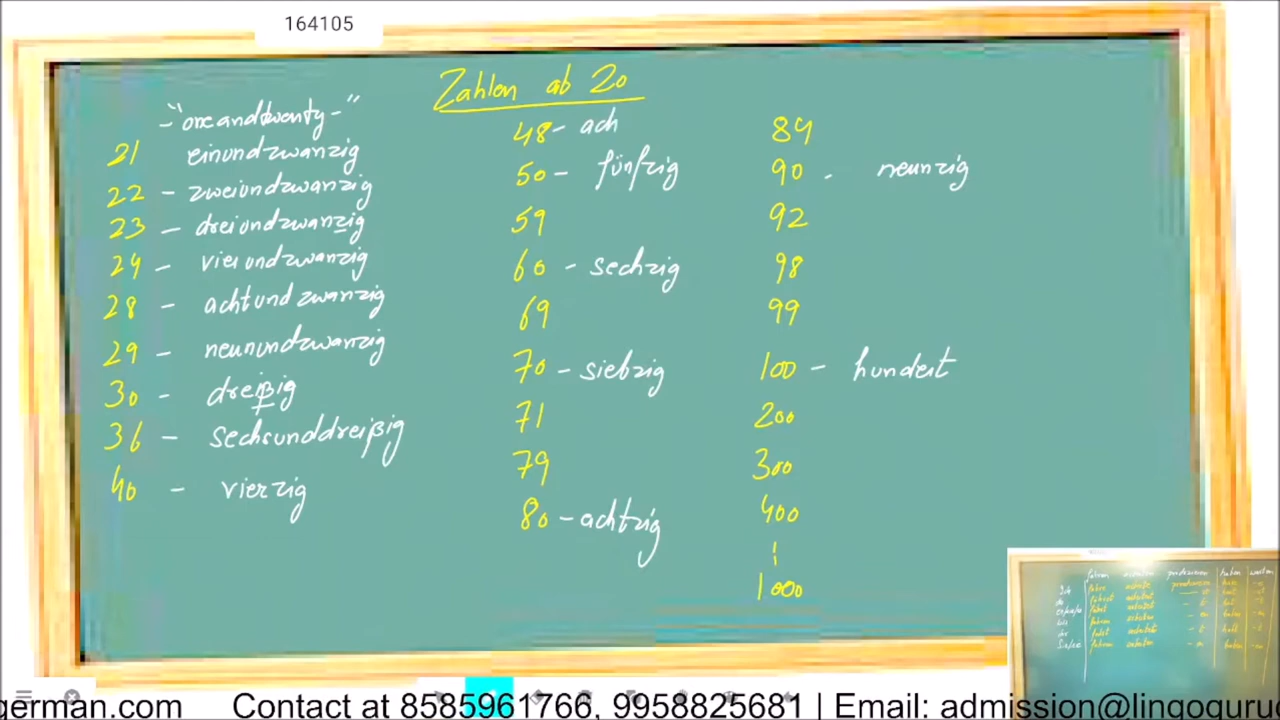 164105
Zahlen ab 20
- "oneandtwenty - "
21 einundzwanzig
22 - zweiundzwanzig
23 - dreiundzwanzig
24 - vierundzwanzig
28 - achtundzwanzig
29 - neunundzwanzig
30 - dreißig
36 - sechsunddreißig
40 - vierzig
48 - ach
50 - fünfzig
59
60 - sechzig
69
70 - siebzig
71
79
80 - achtzig
84
90 - neunzig
92
98
99
100 - hundert
200
300
400
1000
german.com Contact at 8585961766, 9958825681 | Email: admission@lingoguru